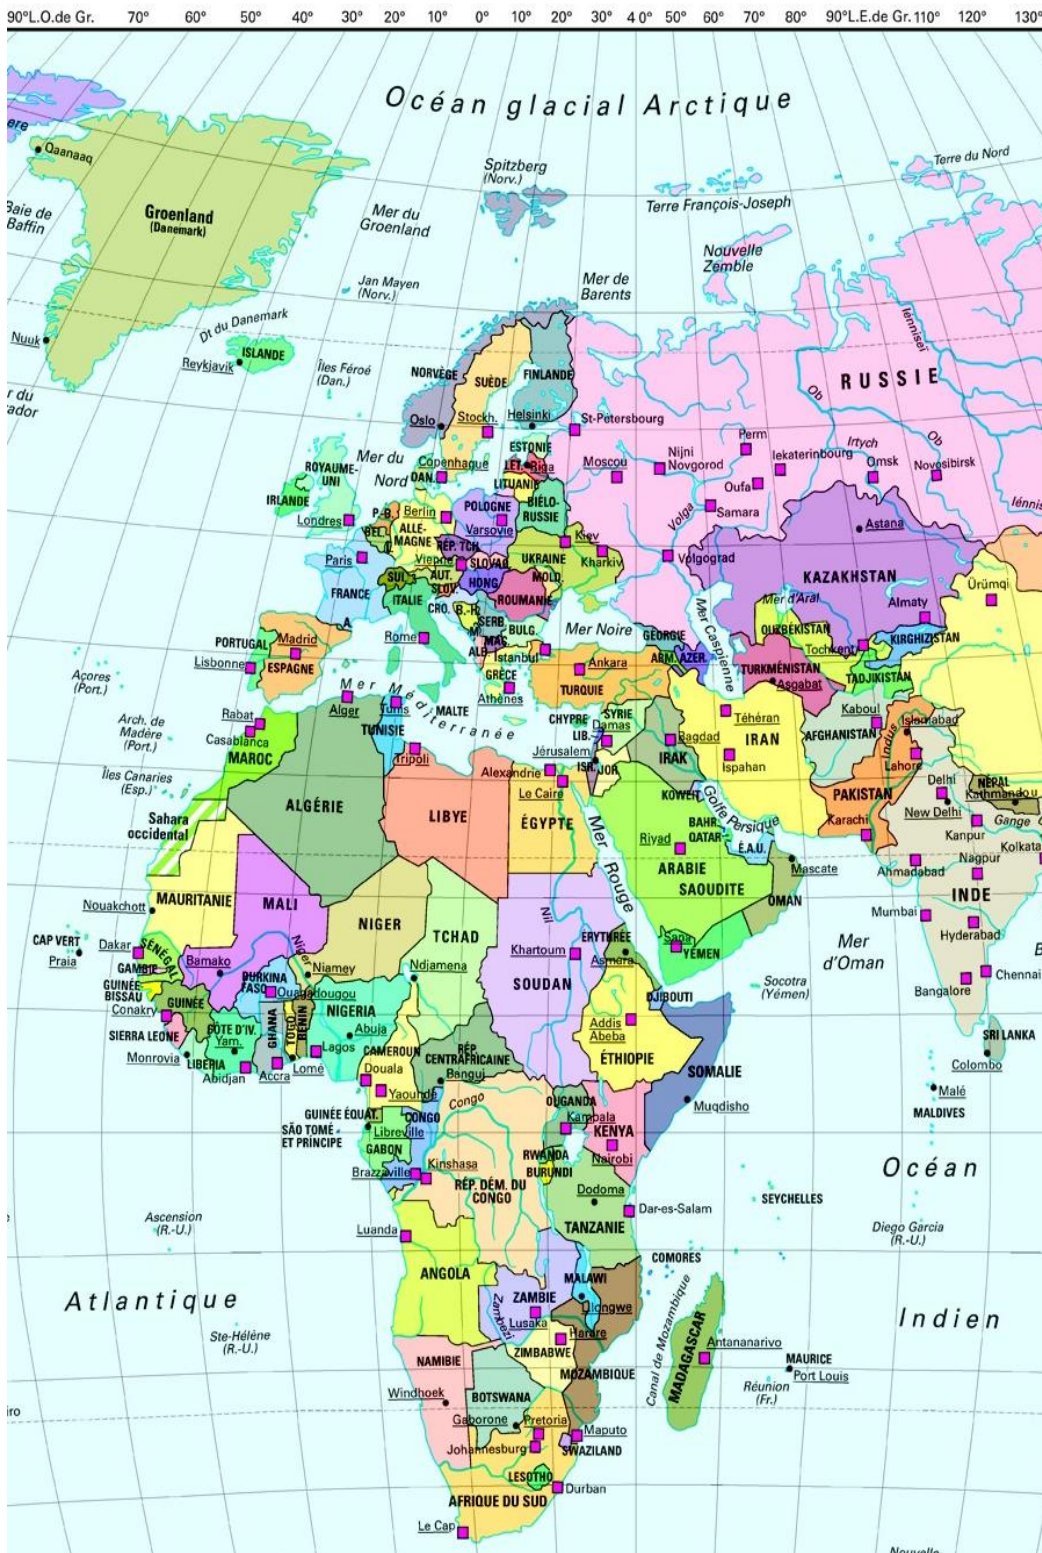 90°L.O.de Gr. 70° 60° 50° 40° 30° 20° 10° 0° 10° 20° 30° 4 0° 50° 60° 70° 80° 90°L.E.de Gr. 110° 120° 130°
Océan glacial Arctique
ere
Qaanaaq
Spitzberg
(Norv.)
Terre du Nord
Terre François-Joseph
Baie de
Baffin
Groenland
(Danemark)
Mer du
Groenland
Nouvelle
Zemble
Jan Mayen
(Norv.)
Mer de
Barents
Iennisei
Nuuk
Dt du Danemark
Reykjavik
ISLANDE
Îles Féroé
(Dan.)
NORVÈGE
SUÈDE
FINLANDE
RUSSIE
Ob
r du
ador
Oslo
Stockh.
Helsinki
St-Petersbourg
Perm
Irtych
Ob
Nijni
Novgorod
Iekaterinbourg
Omsk
Novosibirsk
ESTONIE
Mer du
Nord
Copenhague
DAN.
LET.
Riga
Moscou
Oufa
ROYAUME-
UNI
LITUANIE
Samara
Volga
IRLANDE
Londres
P.-B.
BEL.
Berlin
ALLE-
MAGNE
POLOGNE
Varsovie
BIÉLO-
RUSSIE
Astana
Paris
L.
RÉP. TCH.
Vienne
SLOVAQ.
Kiev
UKRAINE
Kharkiv
Volgograd
KAZAKHSTAN
FRANCE
SUI.
AUT.
SLOV.
HONG
MOLD.
ROUMANIE
ITALIE
CRO.
B.-H.
SERB.
M.
Mer d'Aral
Almaty
Ürümqi
A.
Rome
MAC.
ALB.
BULG.
Mer Noire
GÉORGIE
Mer Caspienne
OUZBÉKISTAN
Tochkent
KIRGHIZISTAN
PORTUGAL
Madrid
Lisbonne
ESPAGNE
Istanbul
GRÈCE
Athènes
Ankara
TURQUIE
ARM.
AZER.
TURKMÉNISTAN
Asgabat
TADJIKISTAN
Açores
(Port.)
Mer Méditerranée
Alger
Tunis
TUNISIE
MALTE
CHYPRE
LIB.
SYRIE
Damas
Téhéran
IRAN
Kaboul
AFGHANISTAN
Islamabad
Indus
Arch. de
Madère
(Port.)
Rabat
Casablanca
MAROC
Tripoli
Jérusalem
ISR.
JOR.
Bagdad
IRAK
Ispahan
Lahore
Îles Canaries
(Esp.)
Alexandrie
Le Caire
KOWEIT
Golfe Persique
PAKISTAN
Karachi
Delhi
New Delhi
NÉPAL
Kathmandou
Sahara
occidental
ALGÉRIE
LIBYE
ÉGYPTE
Mer Rouge
Riyad
BAHR.
QATAR
É.A.U.
Gange
Kanpur
Kolkata
ARABIE
SAOUDITE
Mascate
OMAN
Ahmadabad
Nagpur
INDE
MAURITANIE
Nouakchott
MALI
NIGER
TCHAD
Nil
Mumbai
Hyderabad
CAP VERT
Praia
Dakar
SÉNÉGAL
Niger
Khartoum
ERYTHRÉE
Asmara
Sana
YÉMEN
Mer
d'Oman
GAMBIE
GUINÉE
BISSAU
Bamako
BURKINA
FASO
Niamey
Ndjamena
SOUDAN
Socotra
(Yémen)
Bangalore
Chennai
Conakry
GUINÉE
Ouagadougou
DJIBOUTI
SIERRA LEONE
CÔTE D'IV.
Yam.
GHANA
TOGO
BÉNIN
NIGERIA
Abuja
Addis
Abeba
ÉTHIOPIE
SRI LANKA
Colombo
Monrovia
LIBERIA
Abidjan
Accra
Lomé
Lagos
CAMEROUN
Douala
Yaoundé
RÉP.
CENTRAFRICAINE
Bangui
SOMALIE
Malé
MALDIVES
GUINÉE ÉQUAT.
CONGO
Congo
OUGANDA
Kampala
KENYA
Nairobi
Muqdisho
SÃO TOMÉ
ET PRÍNCIPE
Libreville
GABON
Brazzaville
Kinshasa
RÉP. DÉM. DU
CONGO
RWANDA
BURUNDI
Dodoma
TANZANIE
Dar-es-Salam
SEYCHELLES
Océan
Indien
Ascension
(R.-U.)
Luanda
Diego Garcia
(R.-U.)
Atlantique
ANGOLA
MALAWI
Lilongwe
COMORES
Ste-Hélène
(R.-U.)
ZAMBIE
Lusaka
Zambezi
Harare
ZIMBABWE
Canal de Mozambique
MADAGASCAR
Antananarivo
NAMIBIE
MOZAMBIQUE
MAURICE
Port Louis
Windhoek
BOTSWANA
Gaborone
Réunion
(Fr.)
iro
Pretoria
Johannesburg
Maputo
SWAZILAND
LESOTHO
Durban
AFRIQUE DU SUD
Le Cap